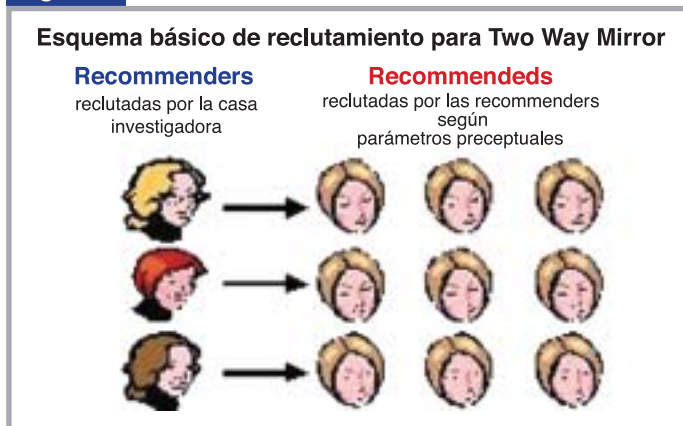 Esquema básico de reclutamiento para Two Way Mirror
Recommenders
reclutadas por la casa
investigadora
Recommendeds
reclutadas por las recommenders
según
parámetros preceptuales